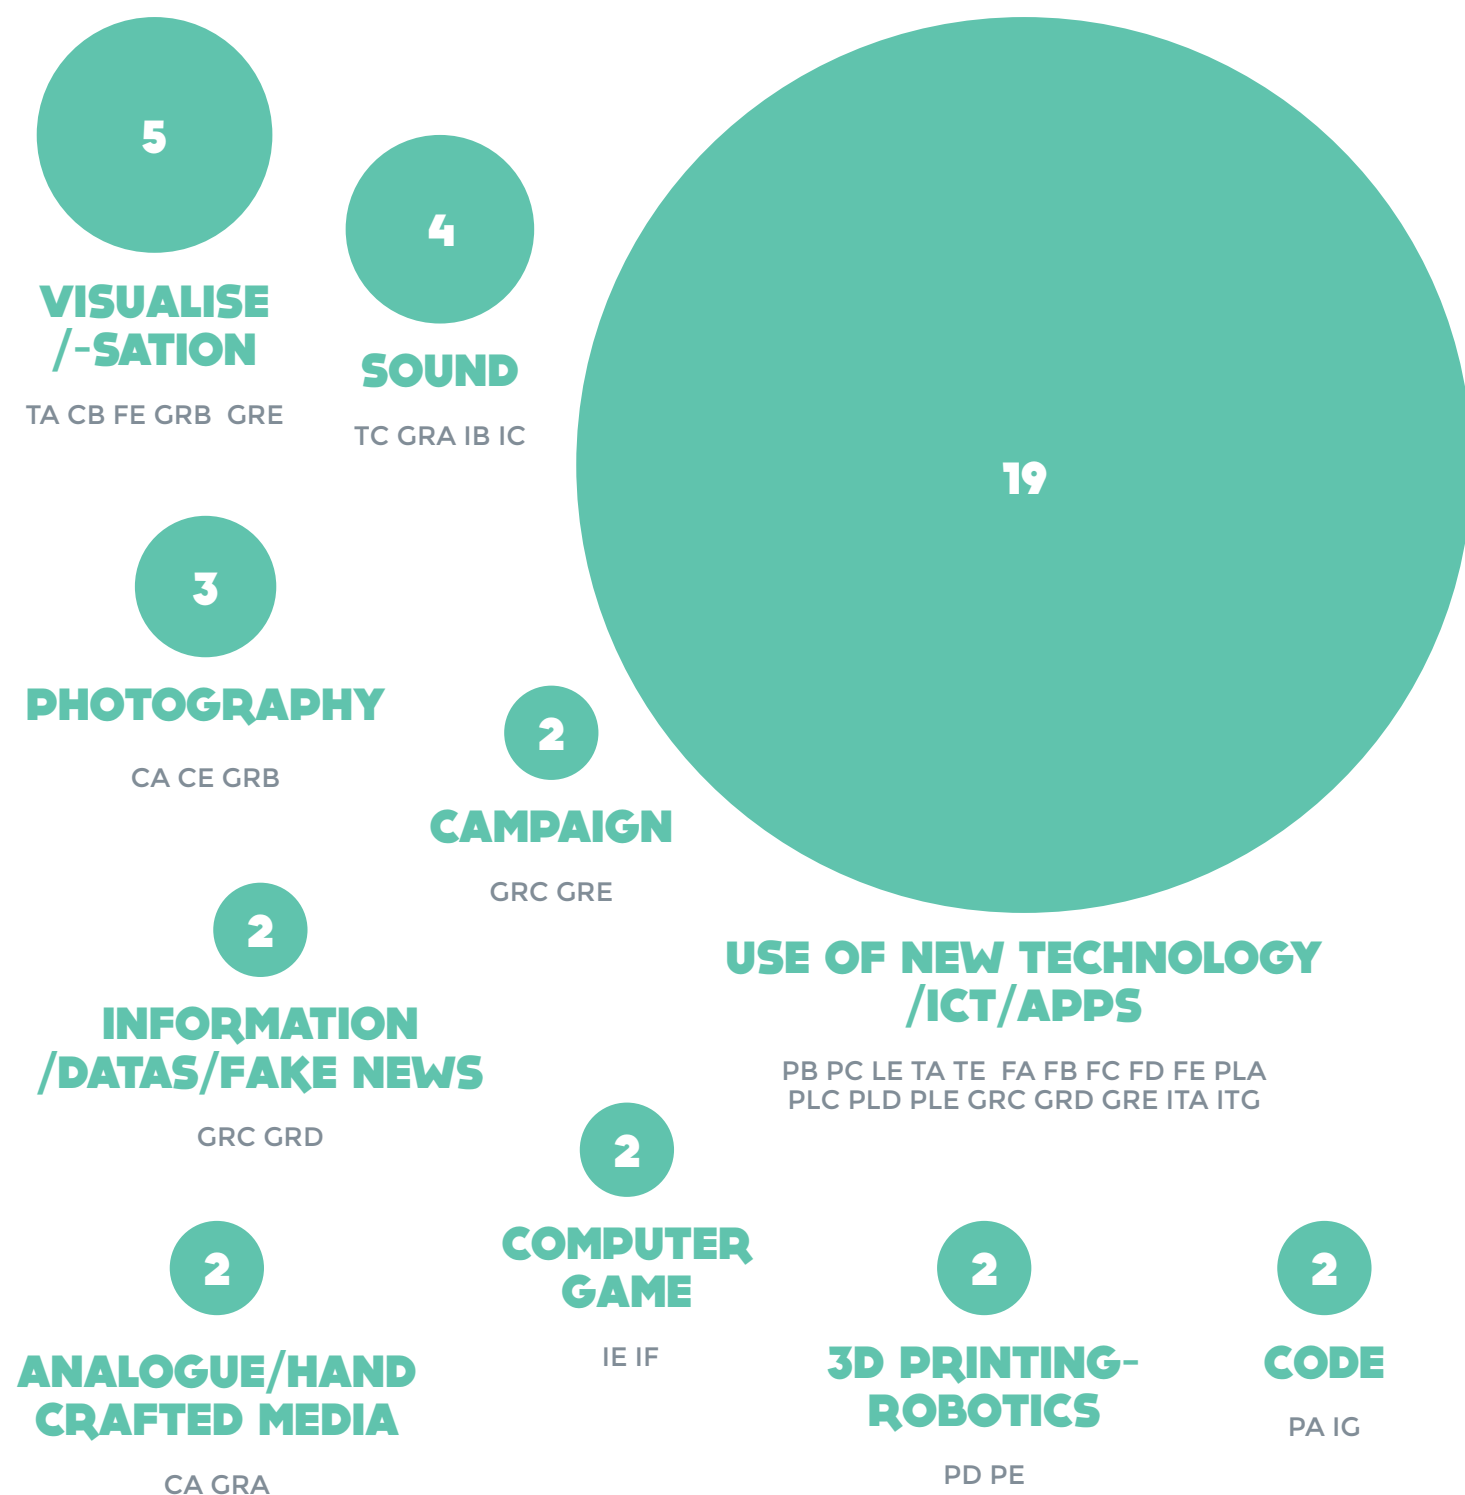 5
VISUALISE
/-SATION
TA CB FE GRB GRE
4
SOUND
TC GRA IB IC
19
USE OF NEW TECHNOLOGY
/ICT/APPS
PB PC LE TA TE FA FB FC FD FE PLA
PLC PLD PLE GRC GRD GRE ITA ITG
3
PHOTOGRAPHY
CA CE GRB
2
CAMPAIGN
GRC GRE
2
INFORMATION
/DATAS/FAKE NEWS
GRC GRD
2
COMPUTER
GAME
IE IF
2
ANALOGUE/HAND
CRAFTED MEDIA
CA GRA
2
3D PRINTING-
ROBOTICS
PD PE
2
CODE
PA IG